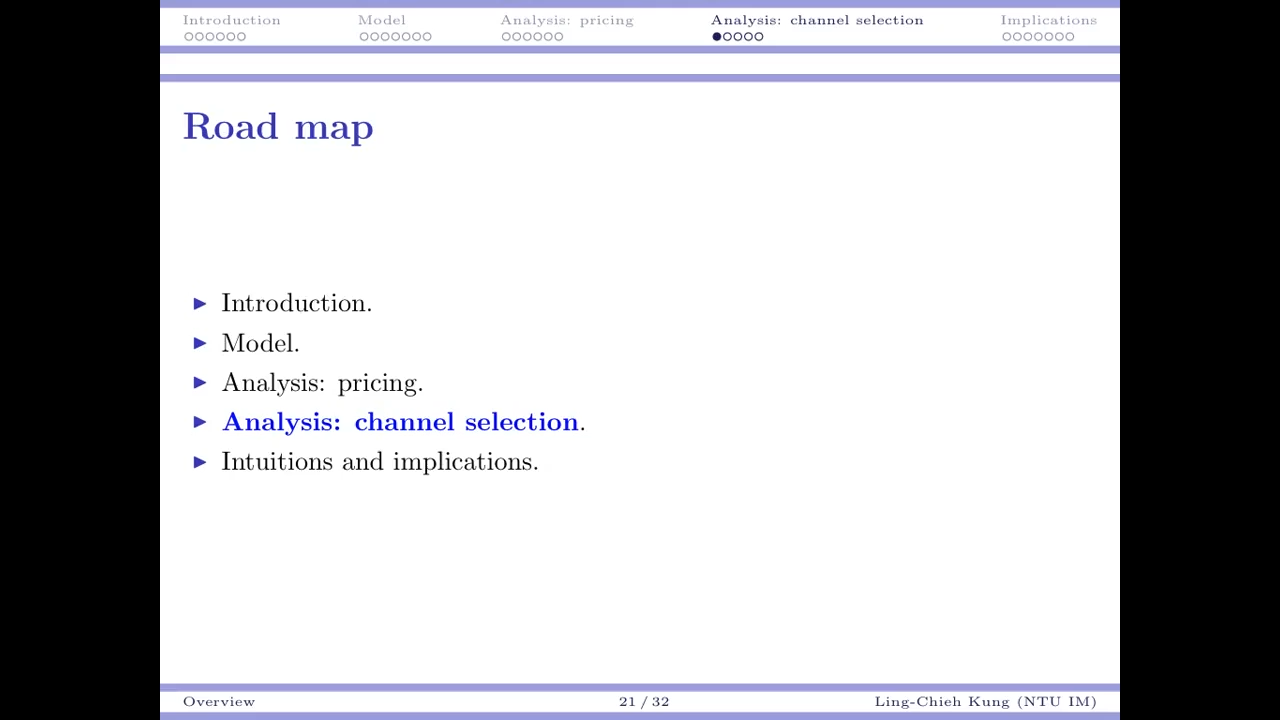 Introduction Model Analysis: pricing Analysis: channel selection Implications
Road map
Introduction.
Model.
Analysis: pricing.
Analysis: channel selection.
Intuitions and implications.
Overview 21 / 32 Ling-Chieh Kung (NTU IM)